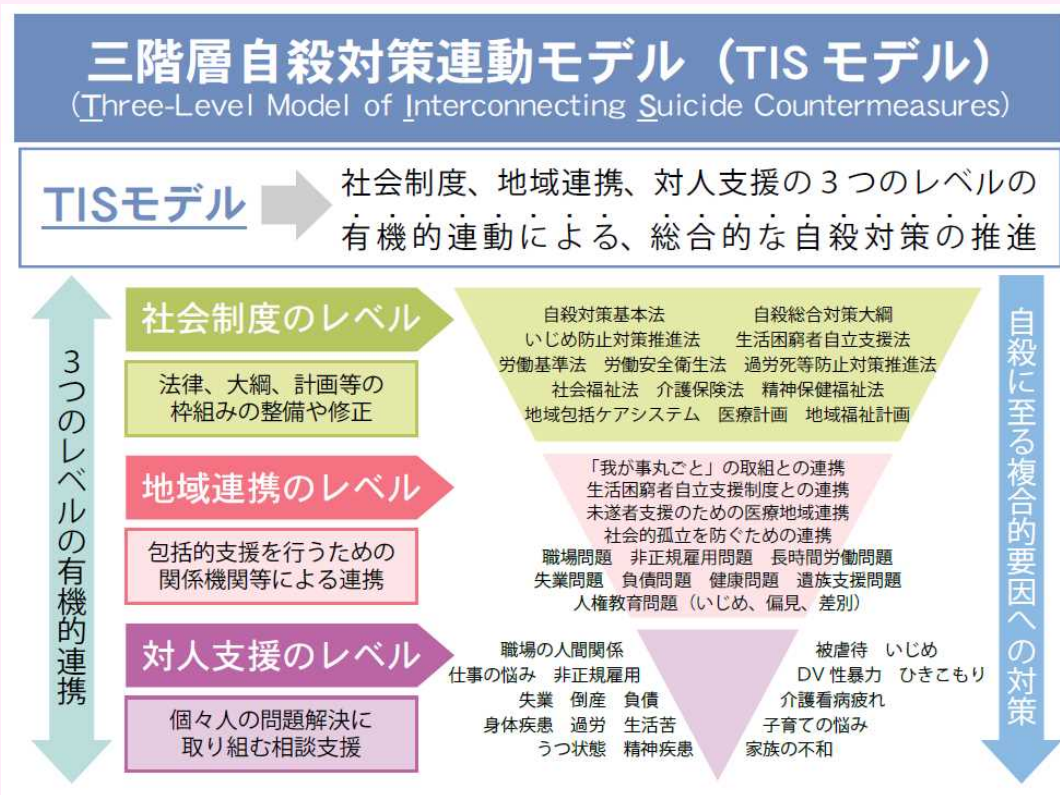 三階層自殺対策連動モデル（TIS モデル）
（Three-Level Model of Interconnecting Suicide Countermeasures）
TISモデル
社会制度、地域連携、対人支援の３つのレベルの
有機的連動による、総合的な自殺対策の推進
３つのレベルの有機的連携
社会制度のレベル
法律、大綱、計画等の
枠組みの整備や修正
自殺対策基本法　自殺総合対策大綱
いじめ防止対策推進法　生活困窮者自立支援法
労働基準法　労働安全衛生法　過労死等防止対策推進法
社会福祉法　介護保険法　精神保健福祉法
地域包括ケアシステム　医療計画　地域福祉計画
地域連携のレベル
包括的支援を行うための
関係機関等による連携
「我が事丸ごと」の取組との連携
生活困窮者自立支援制度との連携
未遂者支援のための医療地域連携
社会的孤立を防ぐための連携
職場問題　非正規雇用問題　長時間労働問題
失業問題　負債問題　健康問題　遺族支援問題
人権教育問題（いじめ、偏見、差別）
対人支援のレベル
個々人の問題解決に
取り組む相談支援
職場の人間関係
仕事の悩み　非正規雇用
失業　倒産　負債
身体疾患　過労　生活苦
うつ状態　精神疾患
被虐待　いじめ
DV 性暴力　ひきこもり
介護看病疲れ
子育ての悩み
家族の不和
自殺に至る複合的要因への対策